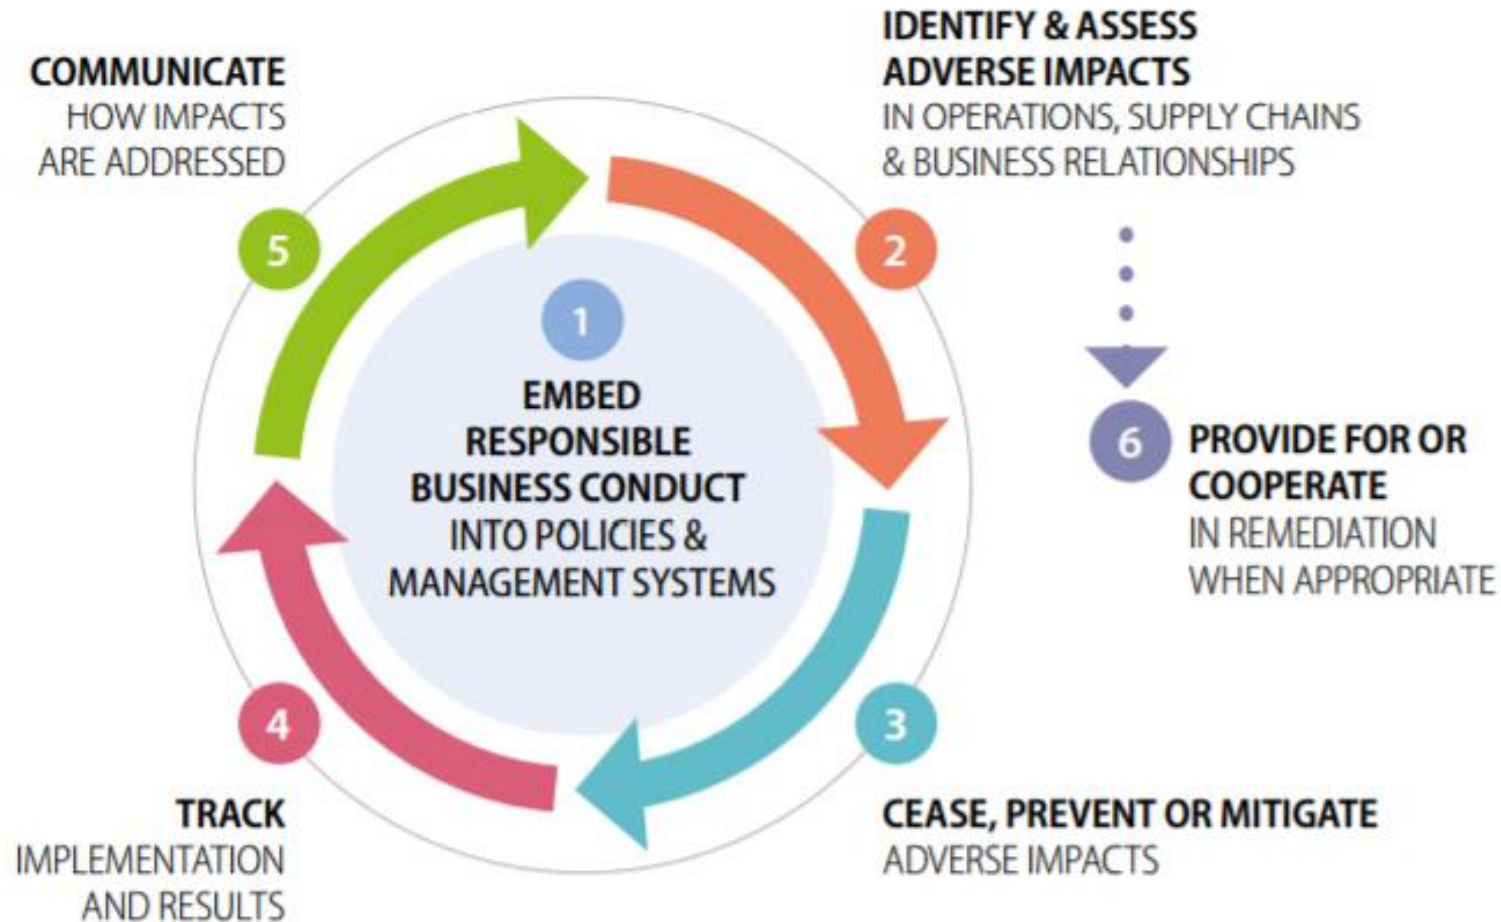 COMMUNICATE
HOW IMPACTS
ARE ADDRESSED
5
IDENTIFY & ASSESS
ADVERSE IMPACTS
IN OPERATIONS, SUPPLY CHAINS
& BUSINESS RELATIONSHIPS
2
1
EMBED
RESPONSIBLE
BUSINESS CONDUCT
INTO POLICIES &
MANAGEMENT SYSTEMS
6
PROVIDE FOR OR
COOPERATE
IN REMEDIATION
WHEN APPROPRIATE
4
TRACK
IMPLEMENTATION
AND RESULTS
3
CEASE, PREVENT OR MITIGATE
ADVERSE IMPACTS